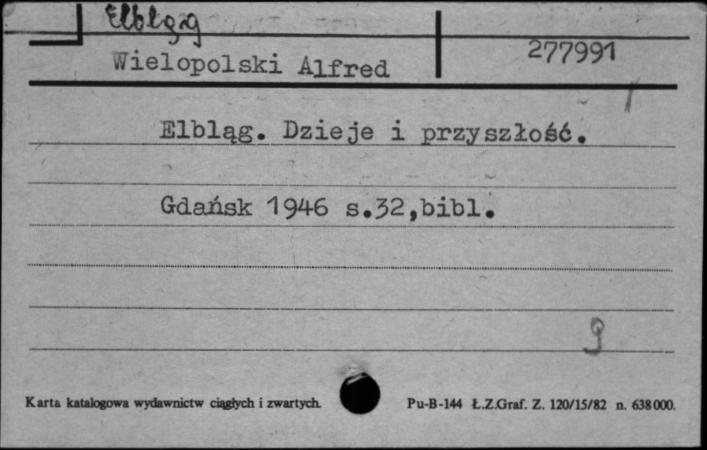 Elbląg
Wielopolski Alfred 277991
Elbląg. Dzieje i przyszłość.
Gdańsk 1946 s.32,bibl.
g
Karta katalogowa wydawnictw ciągłych i zwartych. Pu-B-144 Ł.Z.Graf. Z. 120/15/82 n. 638000.